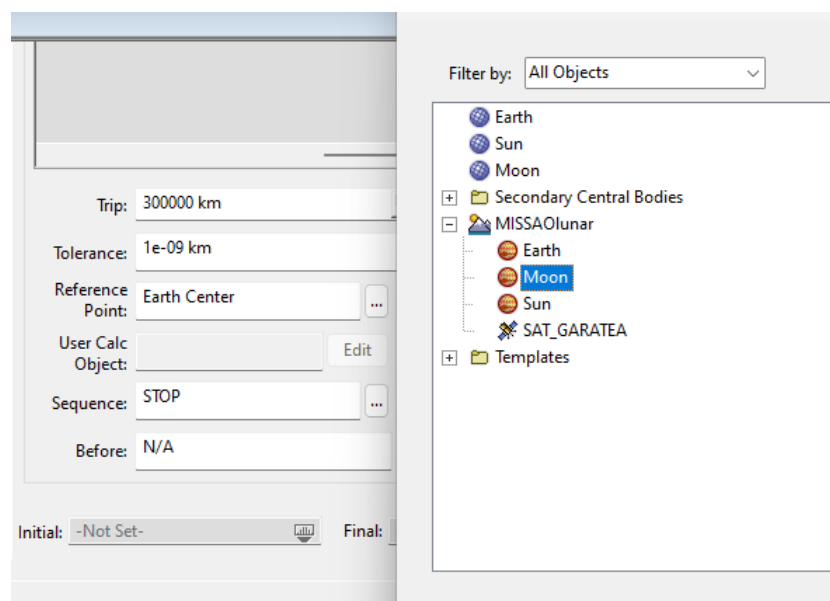 Filter by: All Objects
Earth
Sun
Moon
Secondary Central Bodies
MISSAOlunar
Earth
Moon
Sun
SAT_GARATEA
Templates
Trip: 300000 km
Tolerance: 1e-09 km
Reference
Point: Earth Center ...
User Calc
Object: Edit
Sequence: STOP ...
Before: N/A
Initial: -Not Set- Final: